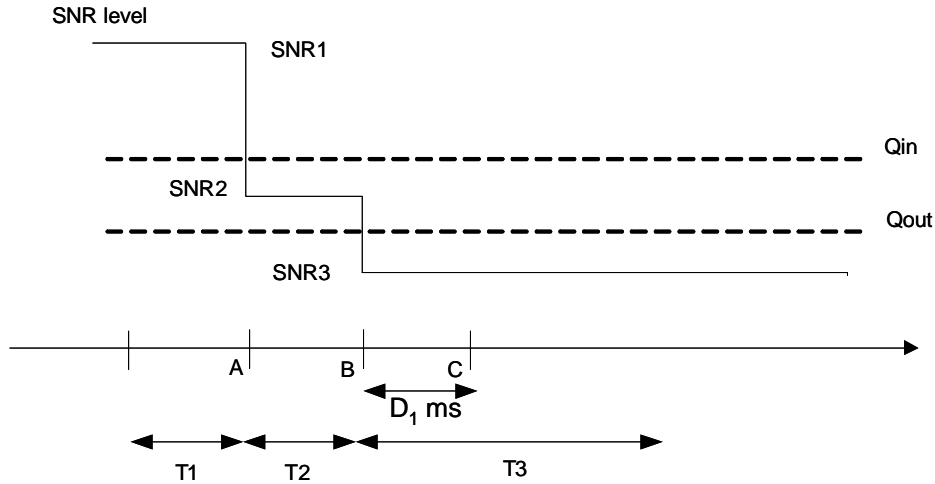 SNR level
SNR1
Qin
SNR2
Qout
SNR3
A
B
C
D₁ ms
T1
T2
T3